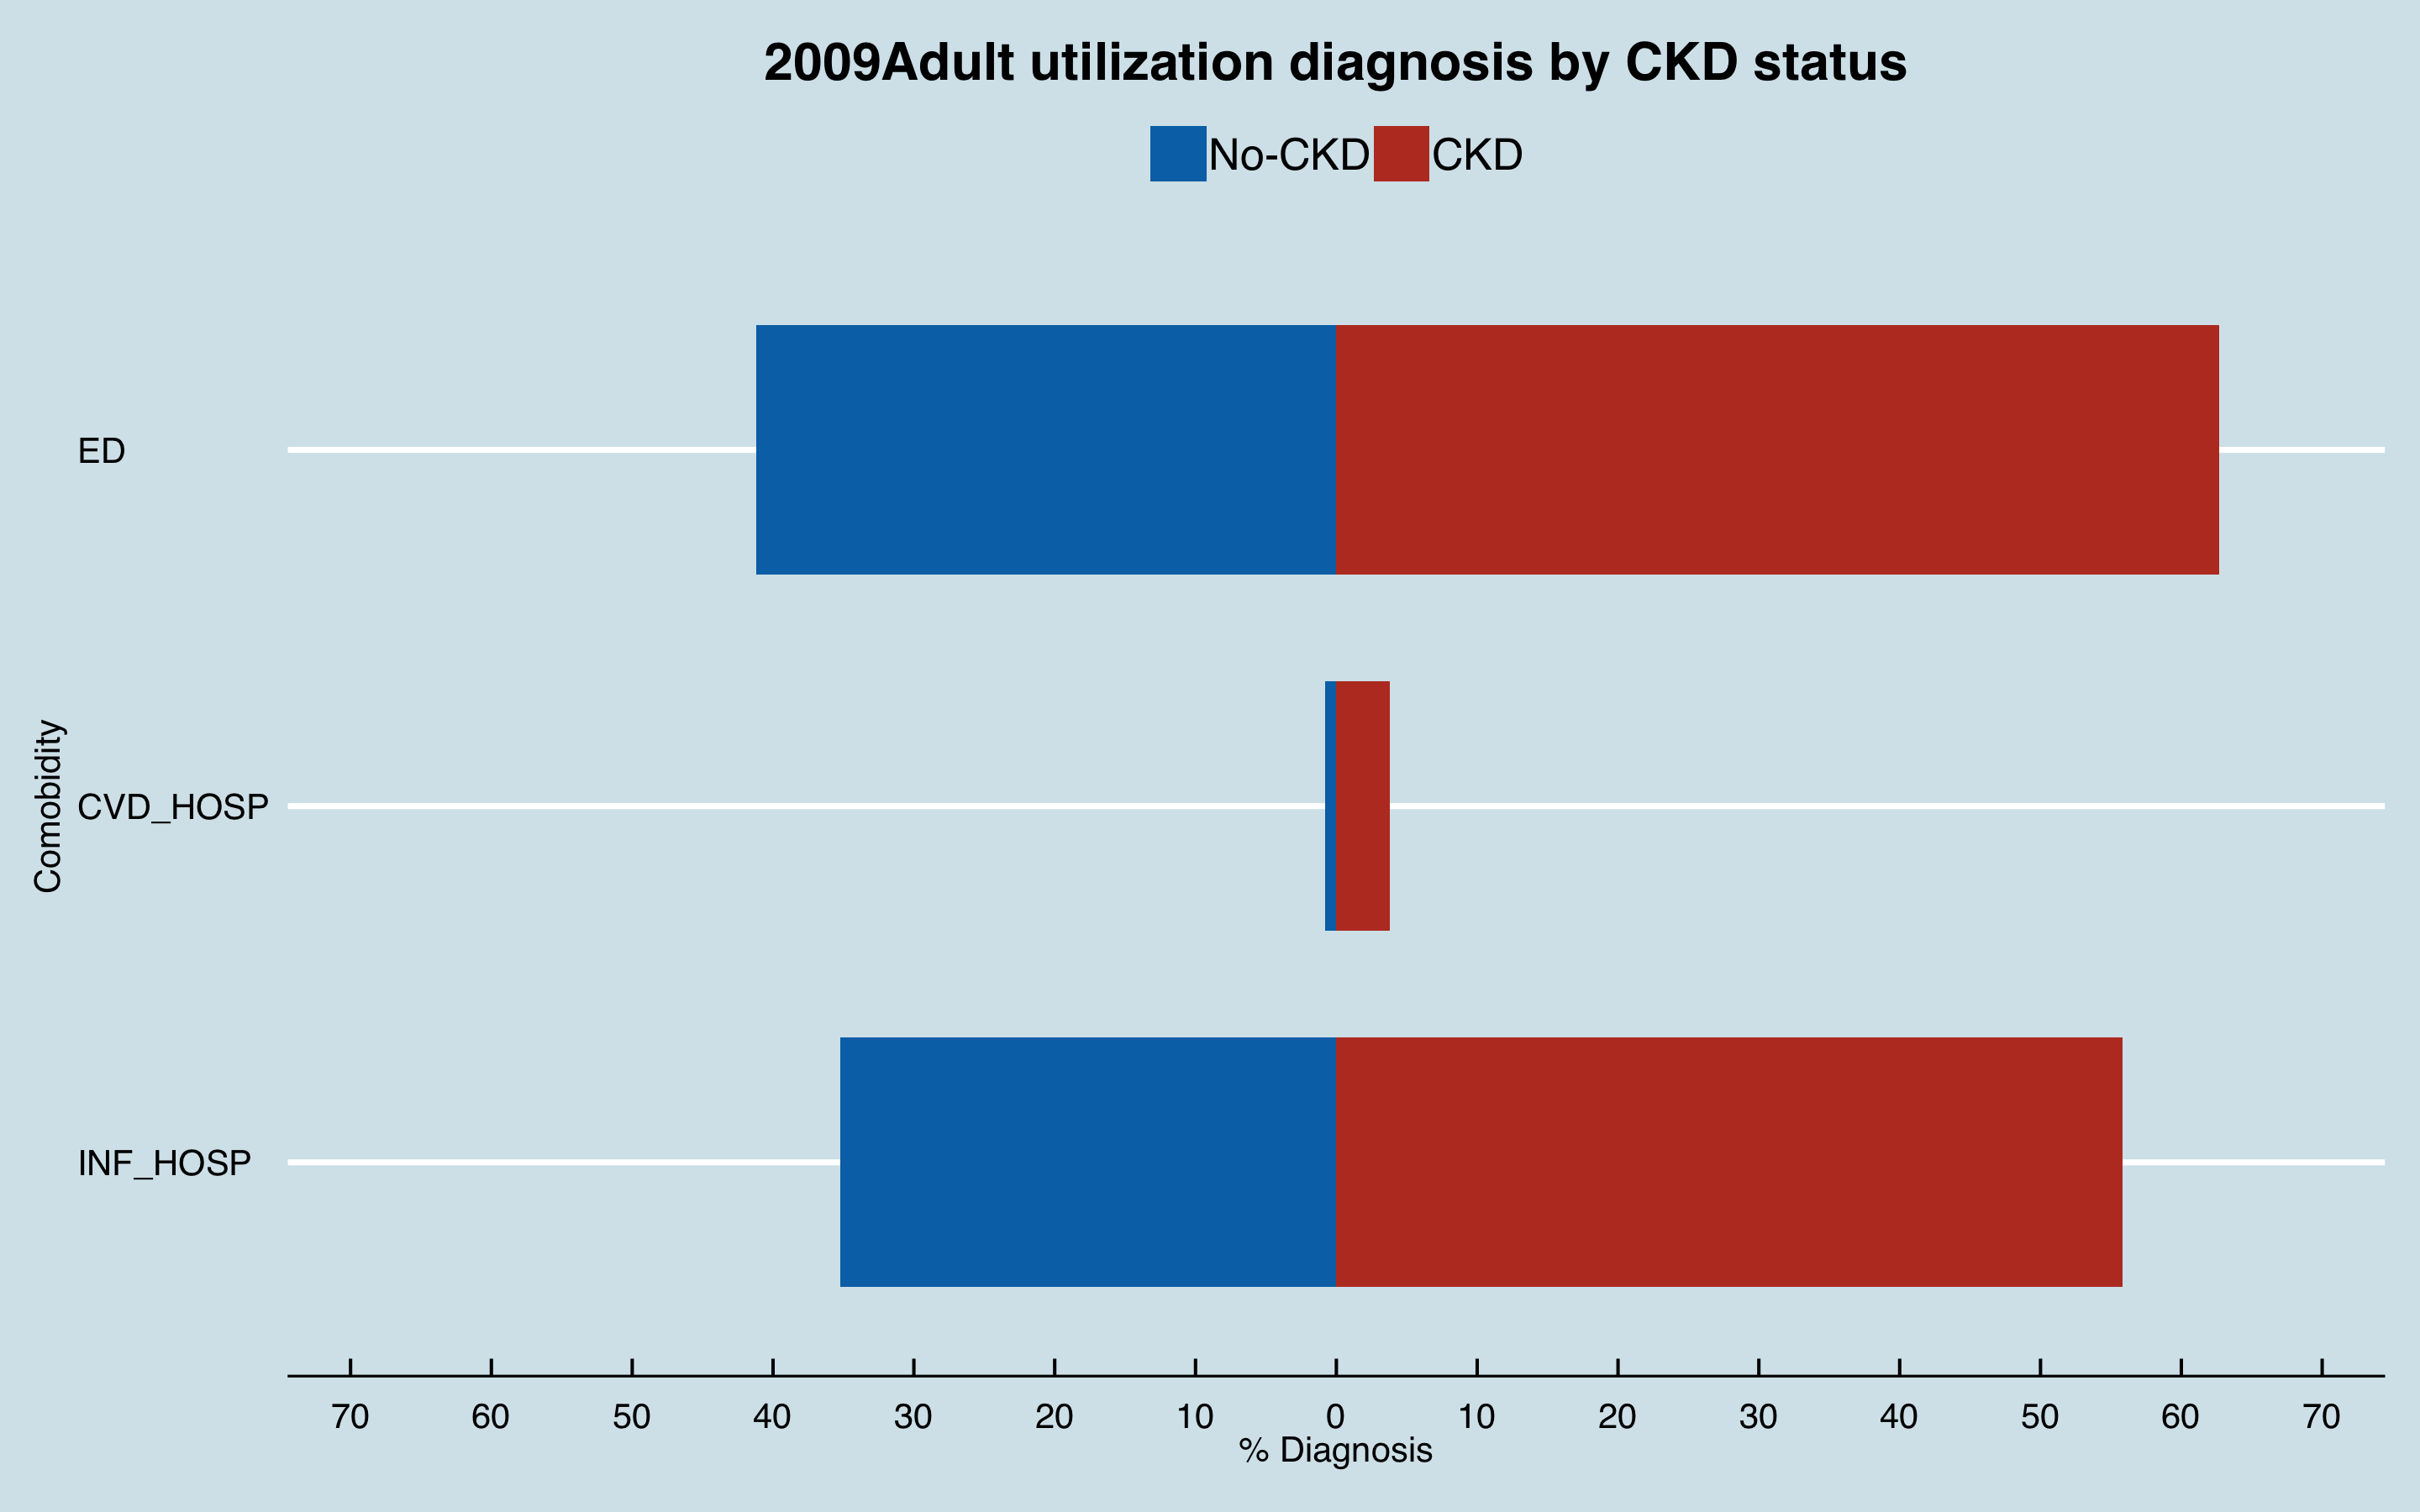 2009Adult utilization diagnosis by CKD status
No-CKD CKD
ED
CVD_HOSP
INF_HOSP
Comobidity
70 60 50 40 30 20 10 0 10 20 30 40 50 60 70
% Diagnosis